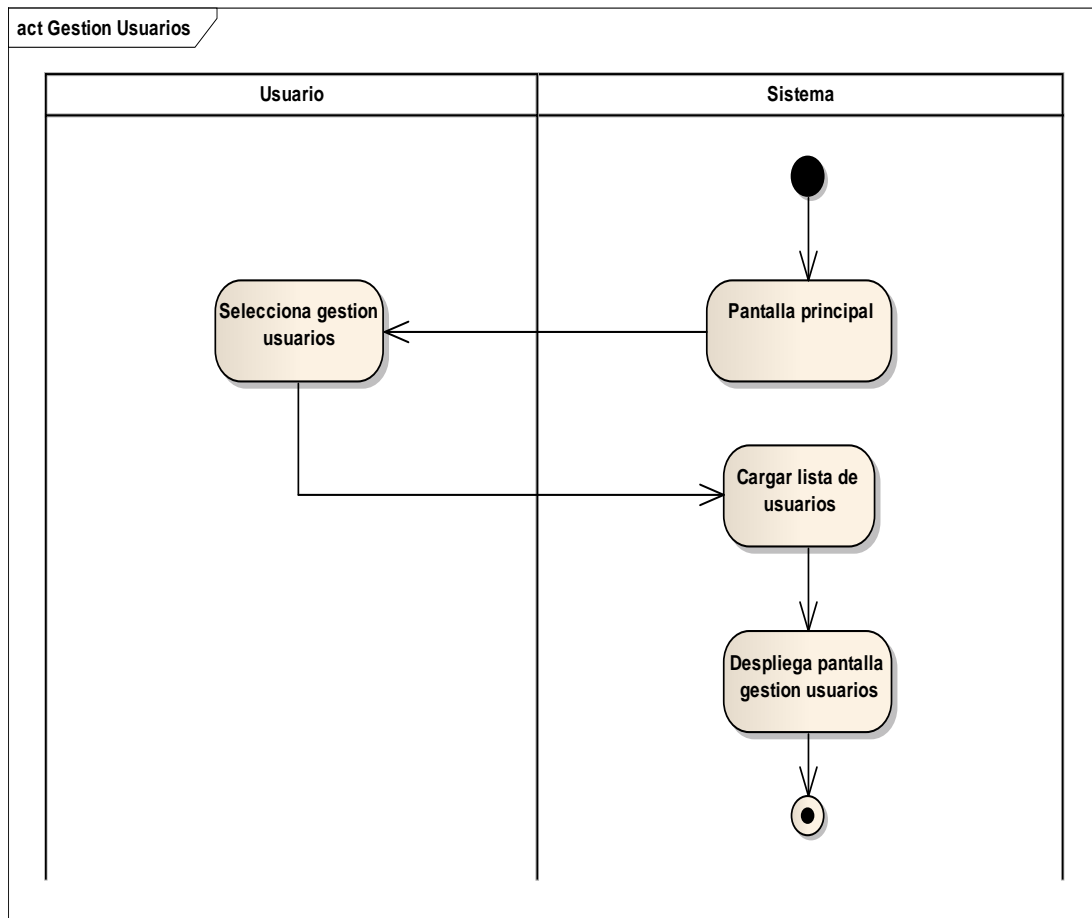 act Gestion Usuarios
Usuario
Sistema
Pantalla principal
Selecciona gestion
usuarios
Cargar lista de
usuarios
Despliega pantalla
gestion usuarios